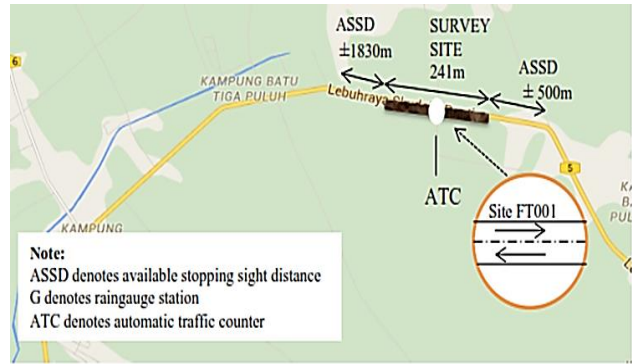 ASSD
±1830m
SURVEY
SITE
241m
ASSD
± 500m
6
KAMPUNG BATU
TIGA PULUH
Lebuhraya
5
ATC
Site FT001
KAMPUNG
Note:
ASSD denotes available stopping sight distance
G denotes raingauge station
ATC denotes automatic traffic counter